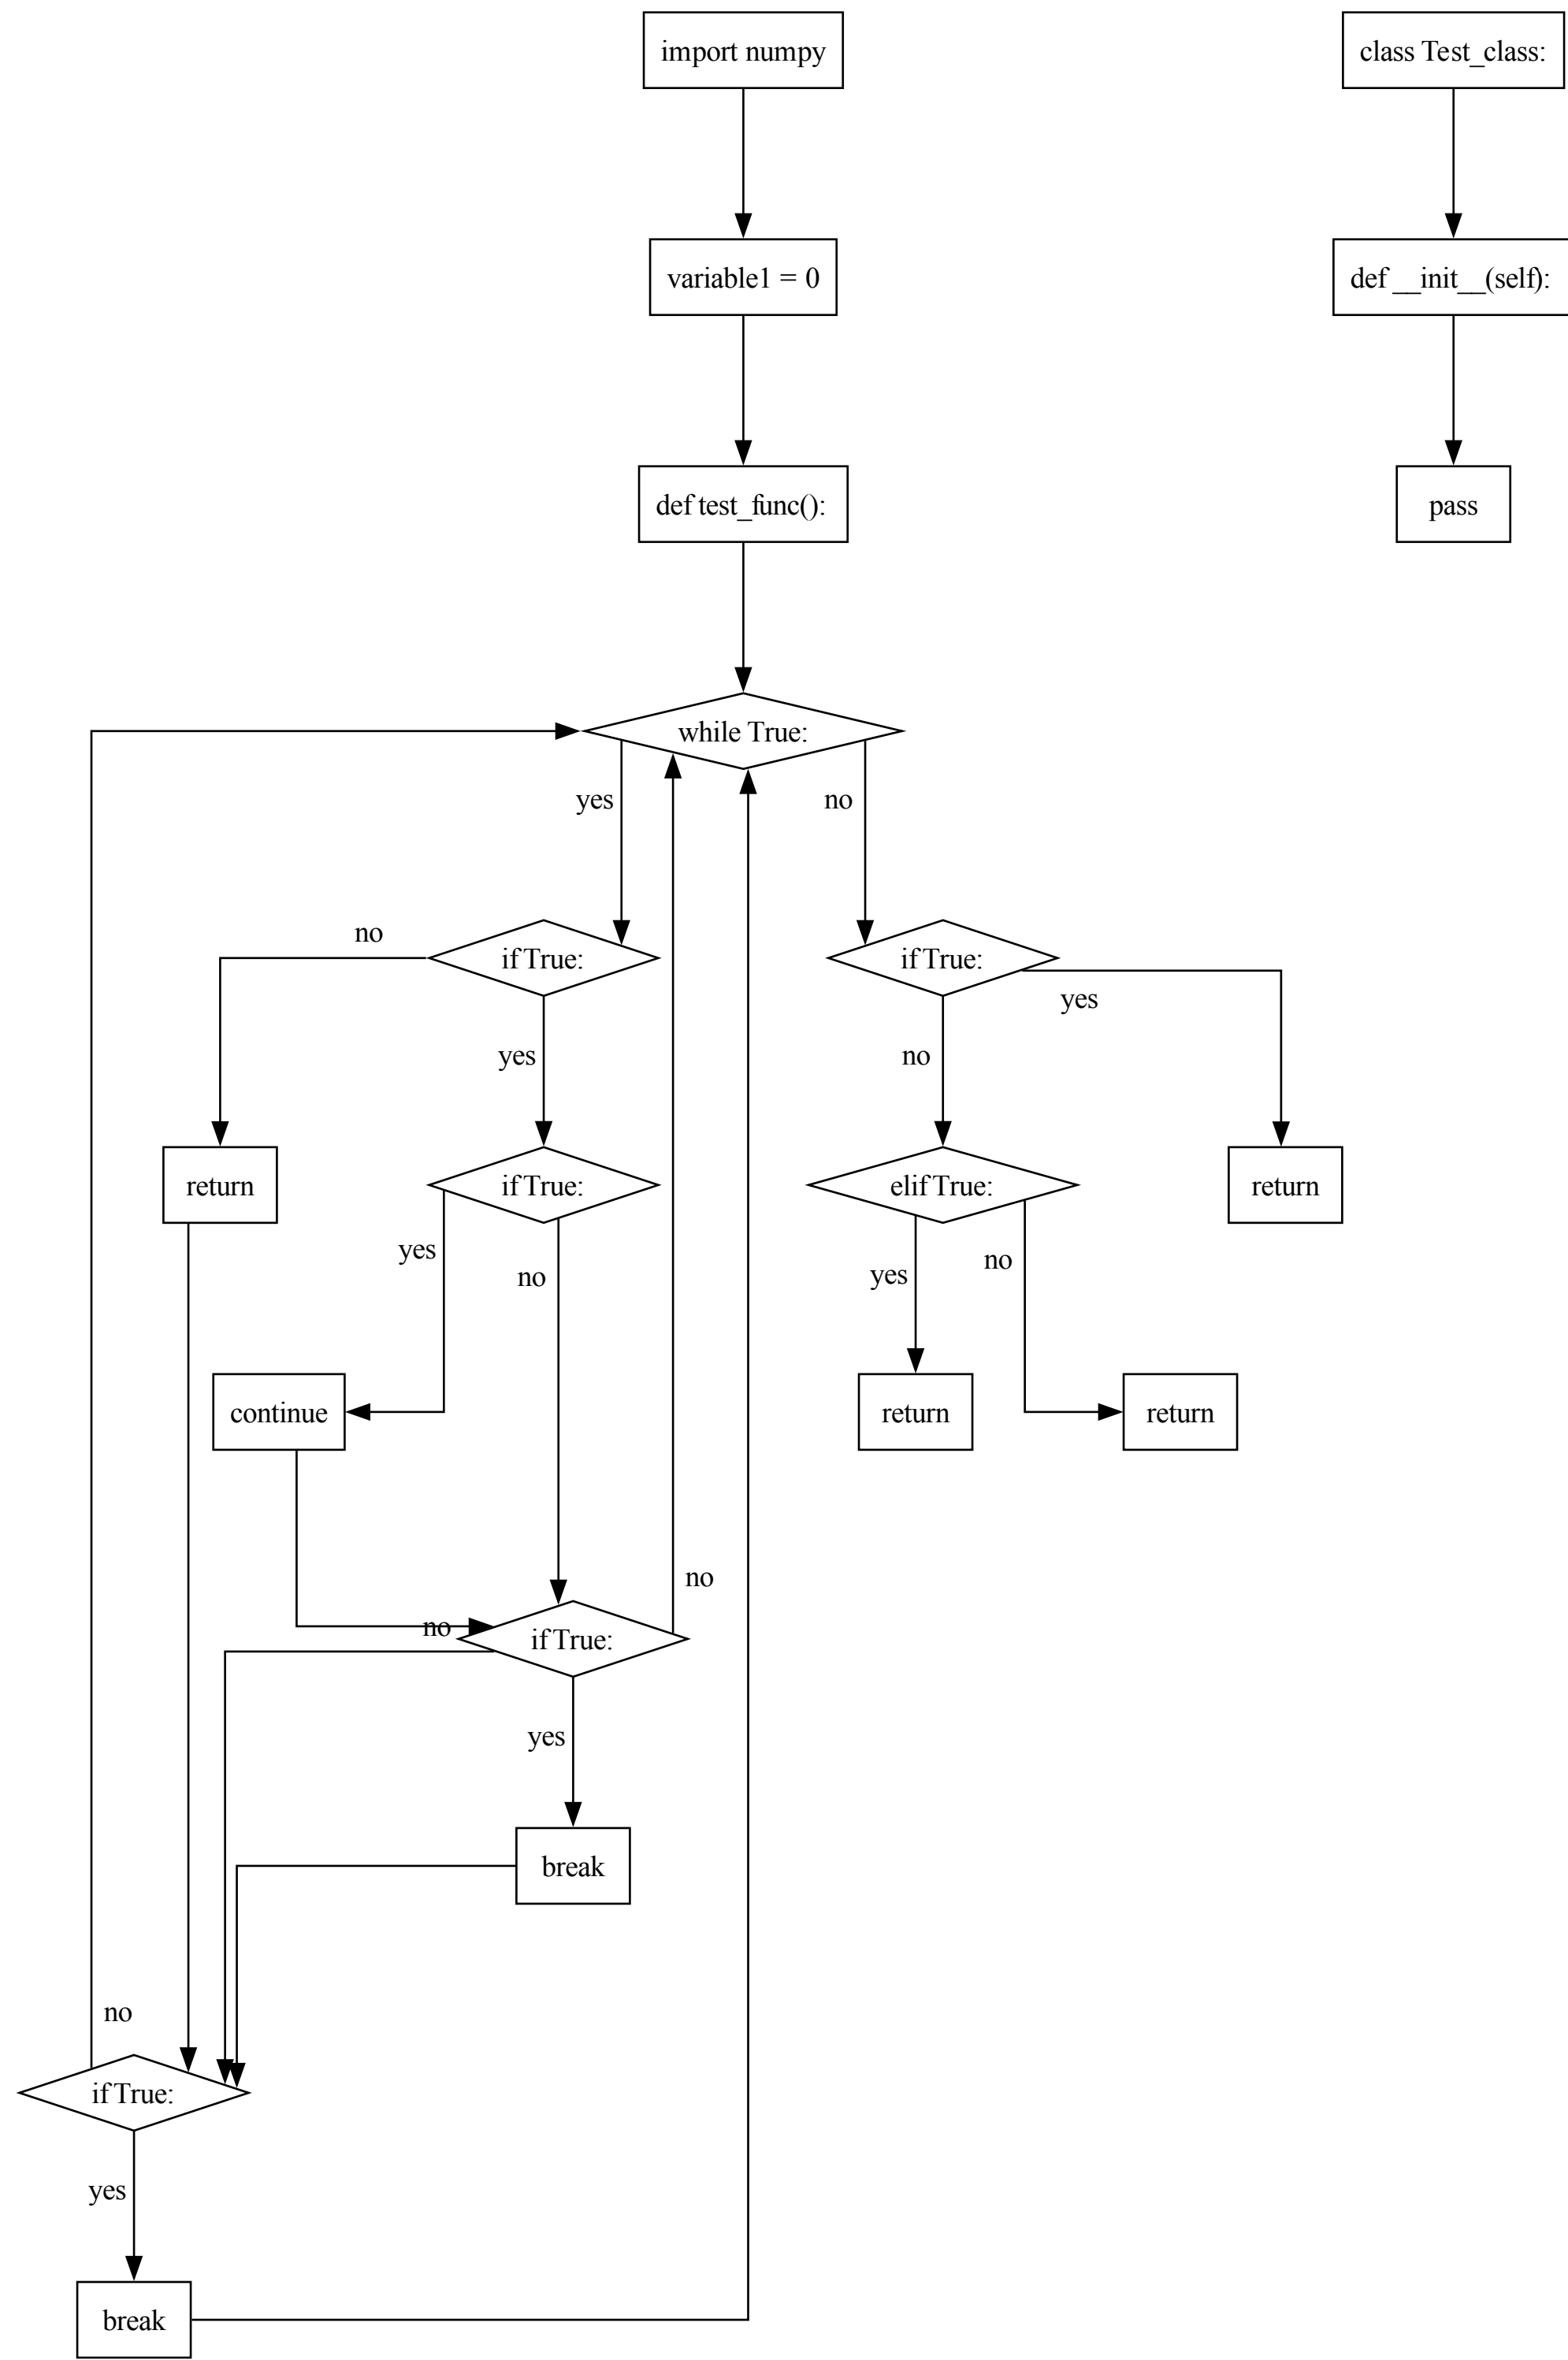 import numpy
class Test_class:
variable1 = 0
def __init__(self):
def test_func():
pass
while True:
yes
no
no
if True:
if True:
yes
yes
no
return
if True:
elif True:
return
yes
no
yes
no
continue
return
return
no
no
if True:
yes
break
no
if True:
yes
break